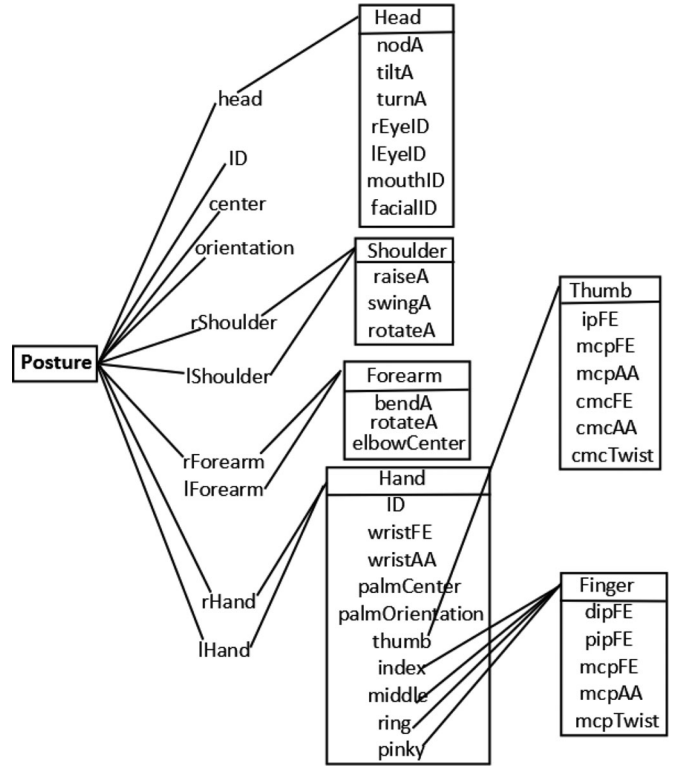 Posture
head
ID
center
orientation
rShoulder
lShoulder
rForearm
lForearm
rHand
lHand
Head
nodA
tiltA
turnA
rEyeID
lEyeID
mouthID
facialID
Shoulder
raiseA
swingA
rotateA
Forearm
bendA
rotateA
elbowCenter
Hand
ID
wristFE
wristAA
palmCenter
palmOrientation
thumb
index
middle
ring
pinky
Thumb
ipFE
mcpFE
mcpAA
cmcFE
cmcAA
cmcTwist
Finger
dipFE
pipFE
mcpFE
mcpAA
mcpTwist